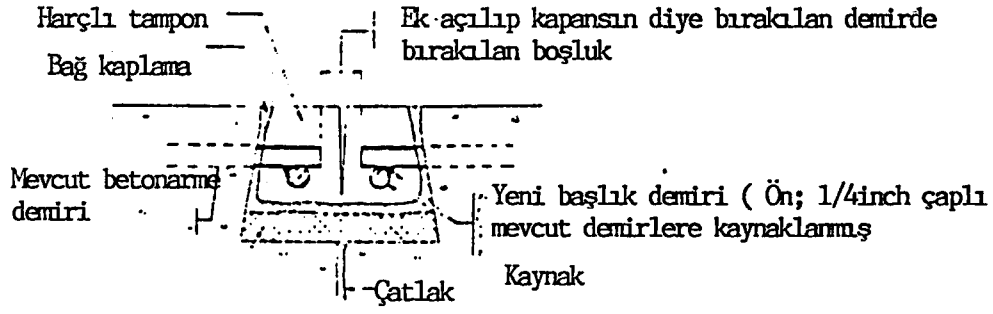 Harçlı tampon
Ek açılıp kapansın diye bırakılan demirde
bırakılan boşluk
Bağ kaplama
Mevcut betonarme
demiri
Yeni başlık demiri ( Ön; 1/4inch çaplı
mevcut demirlere kaynaklanmış
Kaynak
Çatlak